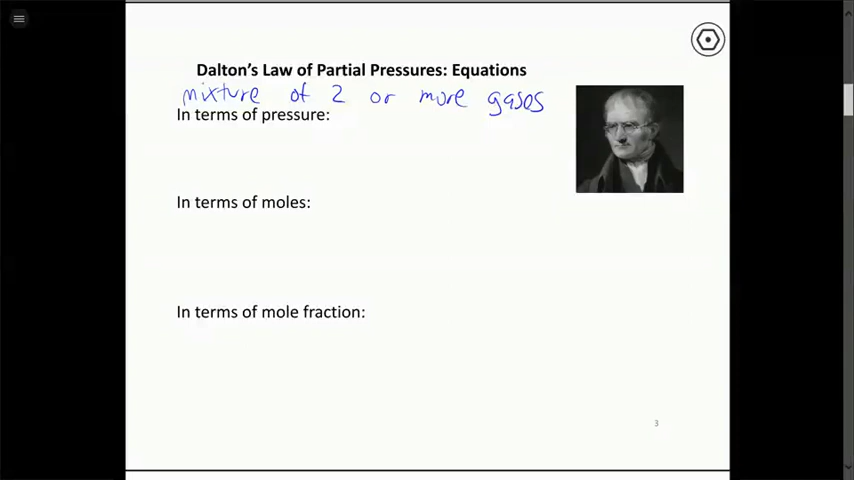 Dalton's Law of Partial Pressures: Equations
mixture of 2 or more gases
In terms of pressure:
In terms of moles:
In terms of mole fraction:
3